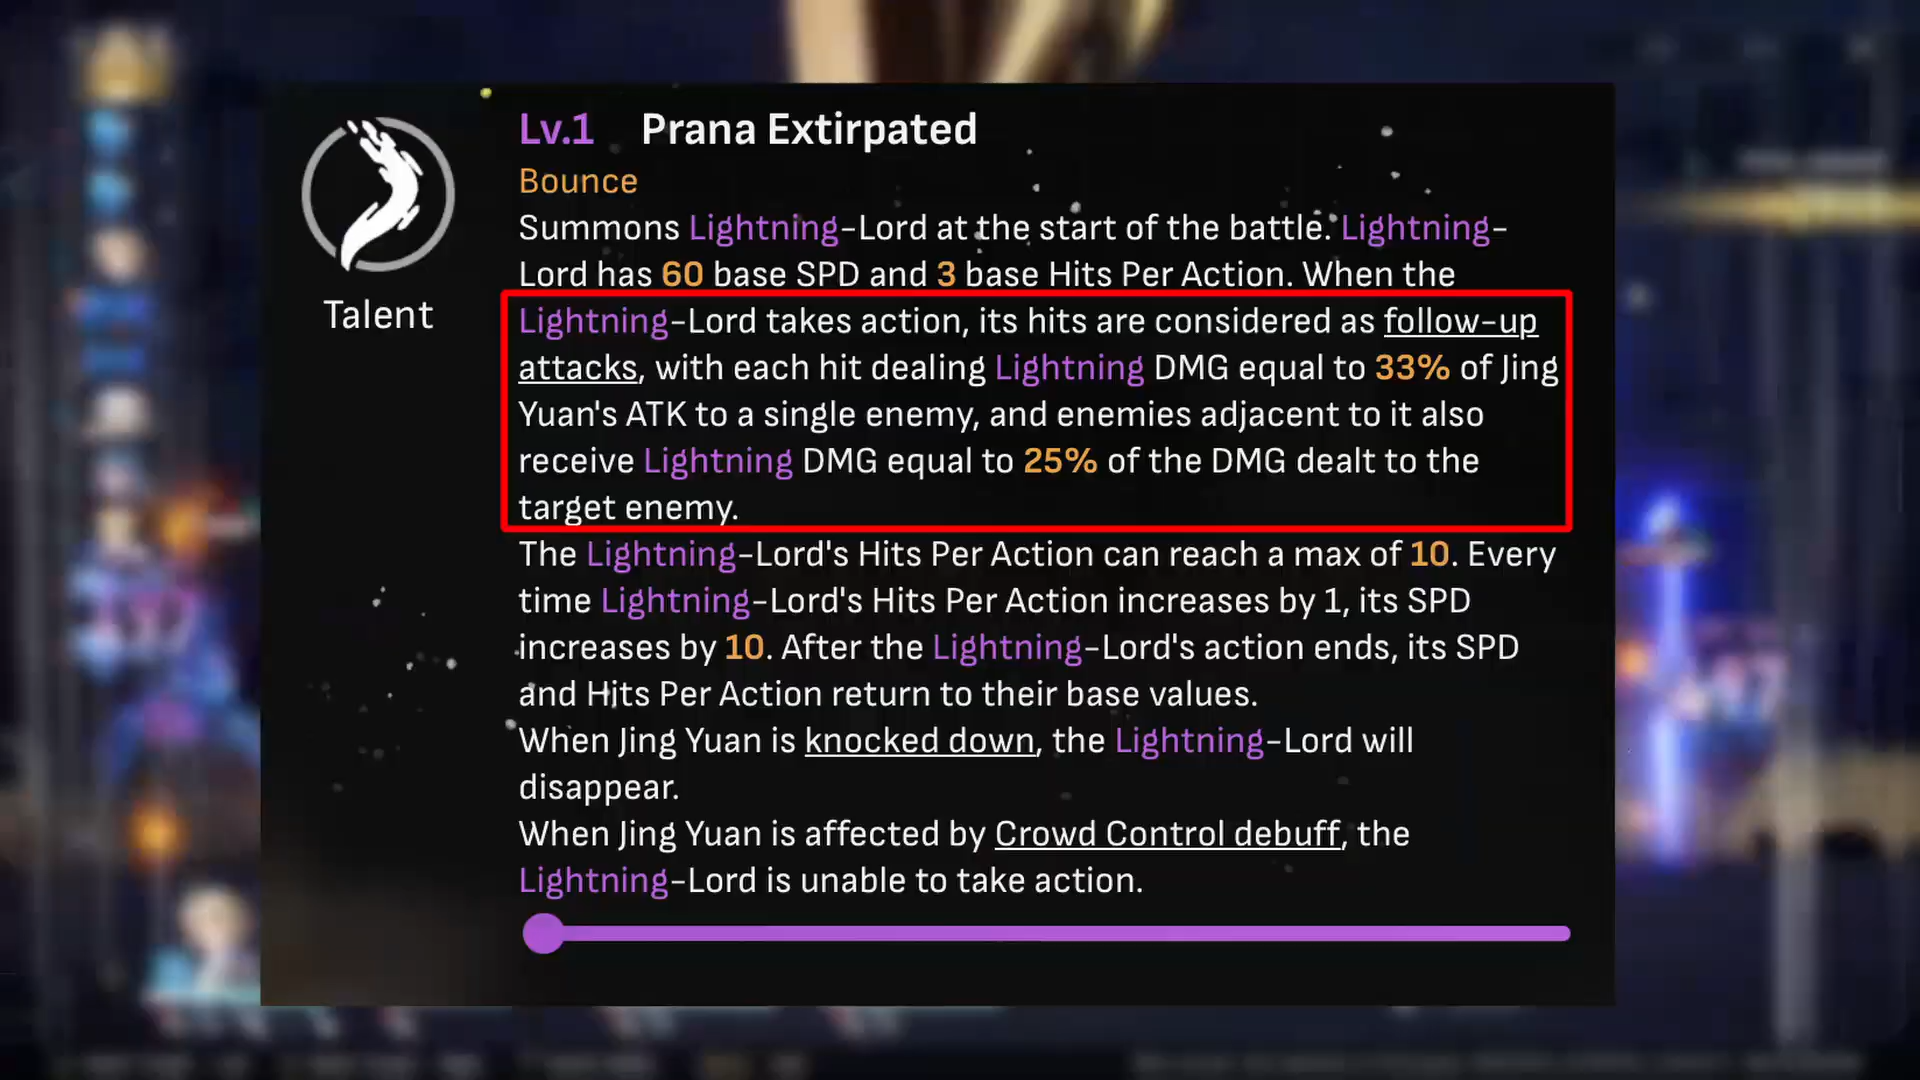 Lv.1 Prana Extirpated
Bounce
Summons Lightning-Lord at the start of the battle. Lightning-
Lord has 60 base SPD and 3 base Hits Per Action. When the
Lightning-Lord takes action, its hits are considered as follow-up
attacks, with each hit dealing Lightning DMG equal to 33% of Jing
Yuan's ATK to a single enemy, and enemies adjacent to it also
receive Lightning DMG equal to 25% of the DMG dealt to the
target enemy.
The Lightning-Lord's Hits Per Action can reach a max of 10. Every
time Lightning-Lord's Hits Per Action increases by 1, its SPD
increases by 10. After the Lightning-Lord's action ends, its SPD
and Hits Per Action return to their base values.
When Jing Yuan is knocked down, the Lightning-Lord will
disappear.
When Jing Yuan is affected by Crowd Control debuff, the
Lightning-Lord is unable to take action.
Talent